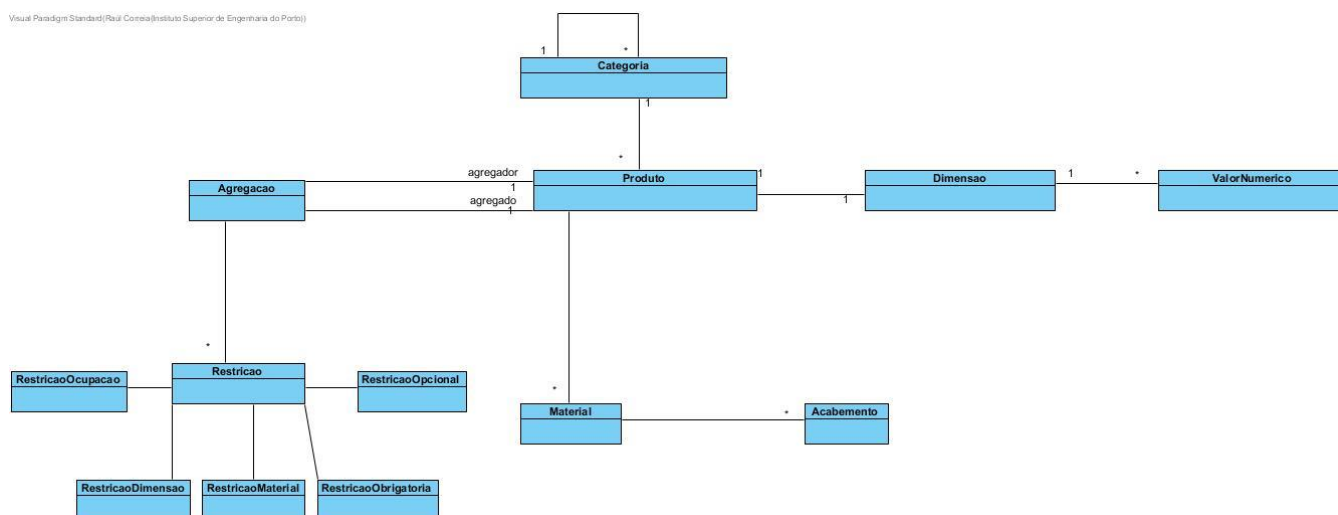 Visual Paradigm Standard(Raúl Correia(Instituto Superior de Engenharia do Porto))
1
*
Categoria
1
*
agregador
1
Agregacao
agregado
1
Produto
1
1
Dimensao
1
*
ValorNumerico
*
RestricaoOcupacao
Restricao
RestricaoOpcional
*
Material
*
Acabemento
RestricaoDimensao
RestricaoMaterial
RestricaoObrigatoria